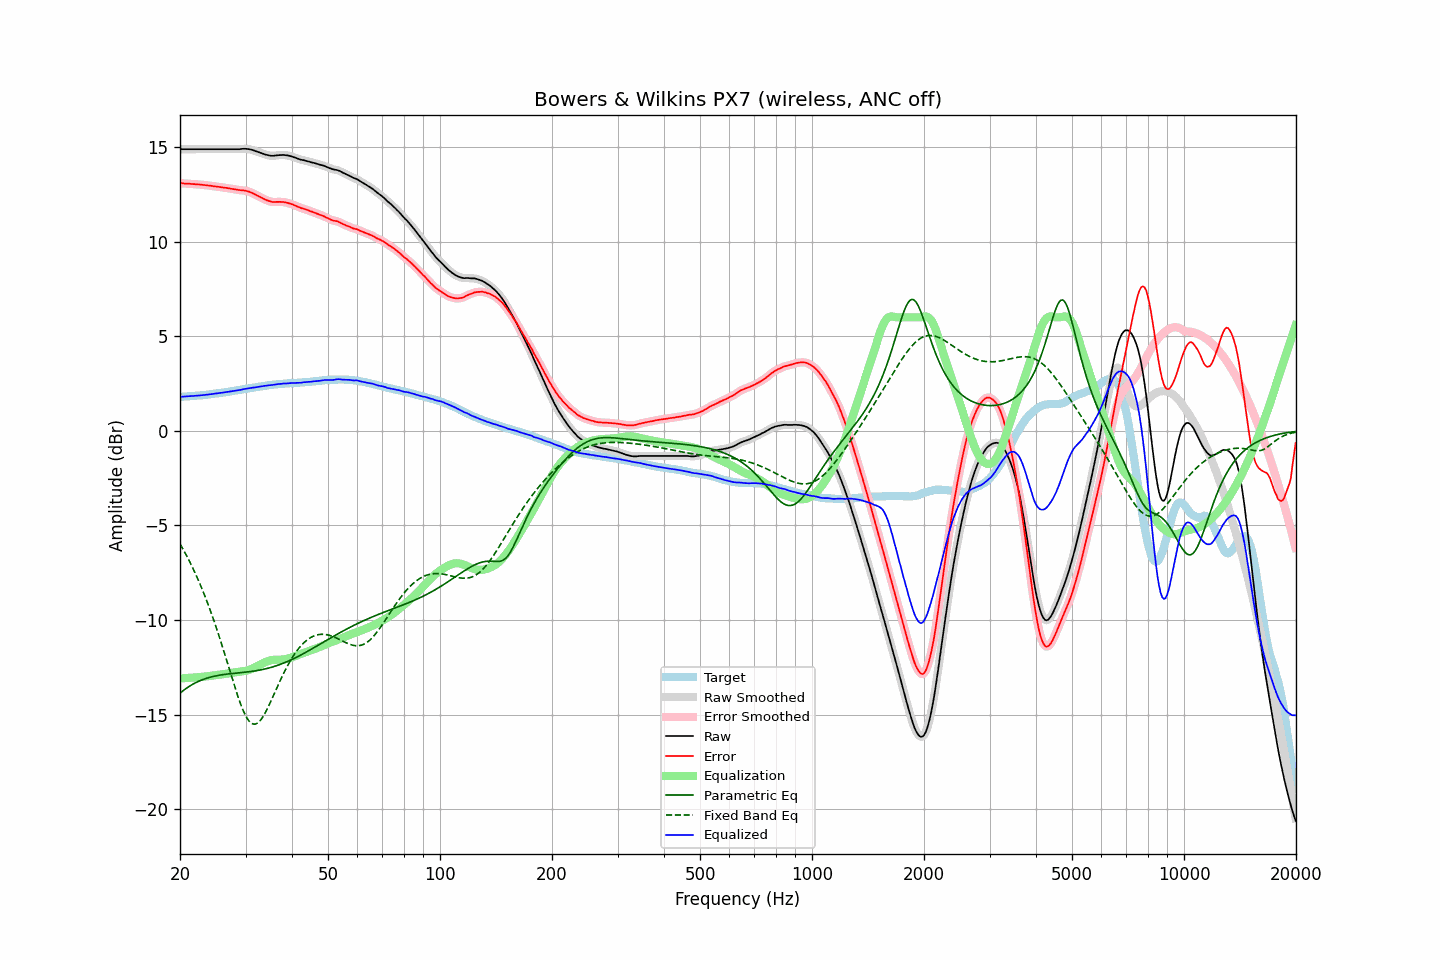 Bowers & Wilkins PX7 (wireless, ANC off)
Amplitude (dBr)
15
10
5
0
−5
−10
−15
−20
Target
Raw Smoothed
Error Smoothed
Raw
Error
Equalization
Parametric Eq
Fixed Band Eq
Equalized
20
50
100
200
500
1000
2000
5000
10000
20000
Frequency (Hz)